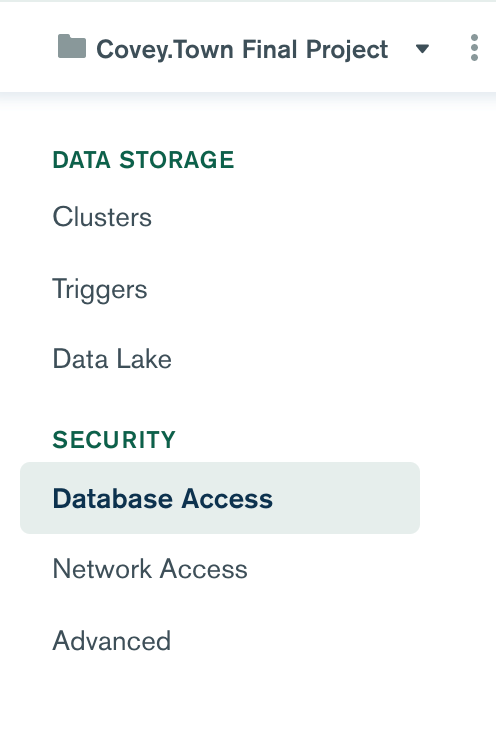 Covey.Town Final Project
DATA STORAGE
Clusters
Triggers
Data Lake
SECURITY
Database Access
Network Access
Advanced